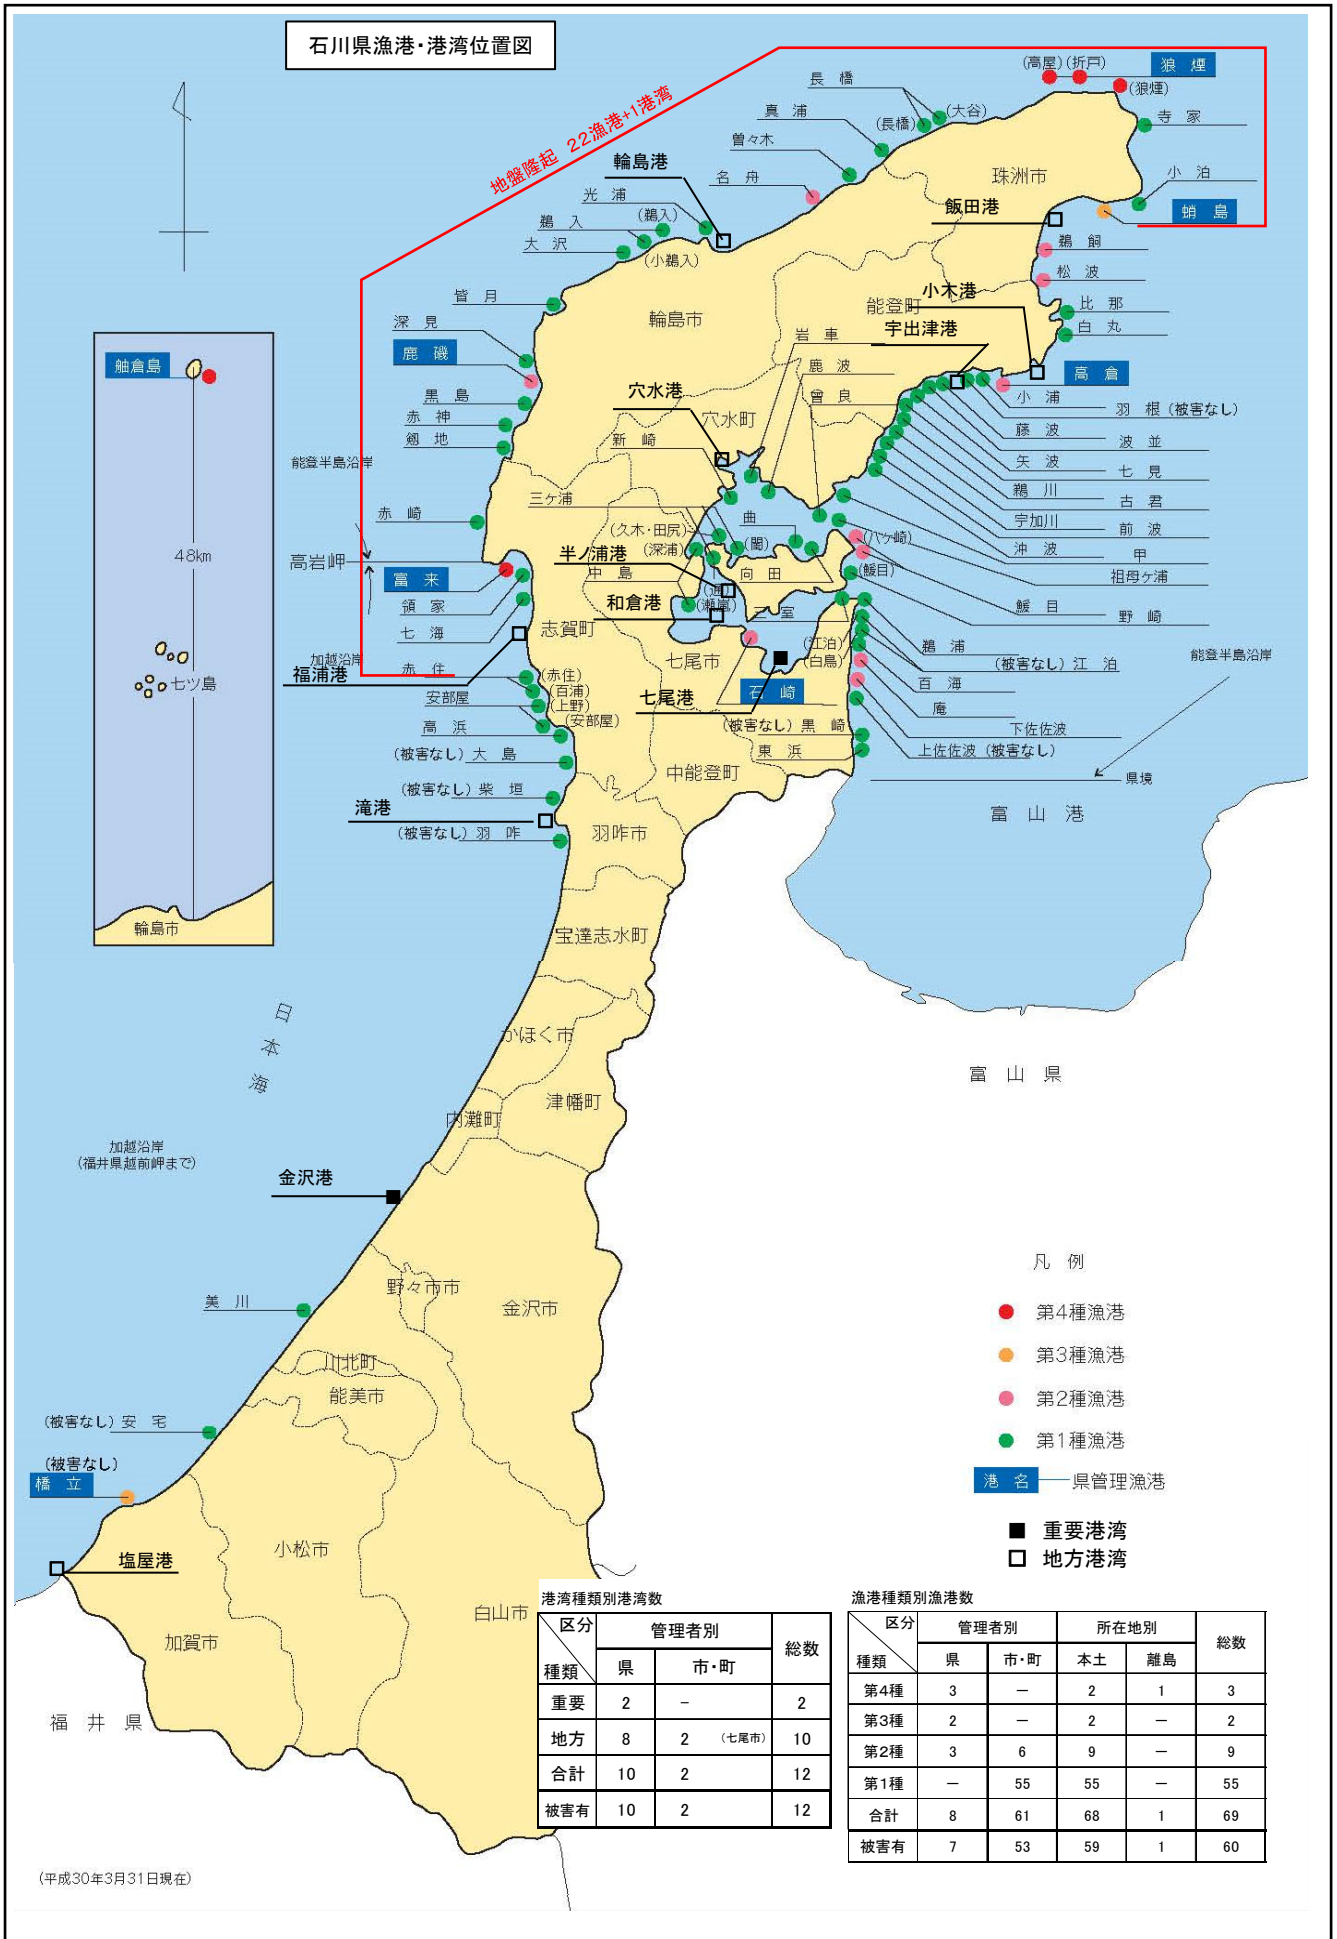 石川県漁港・港湾位置図
地盤隆起 22漁港+1港湾
(高屋)(折戸)
狼煙
(狼煙)
長橋
(大谷)
(長橋)
寺家
真浦
曽々木
輪島港
名舟
珠洲市
小泊
飯田港
蛸島
光浦
(鵜入)
鵜入
大沢
(小鵜入)
鵜飼
松波
皆月
輪島市
能登町
小木港
比那
白丸
深見
鹿磯
宇出津港
岩車
鹿波
曽良
高倉
舳倉島
黒島
穴水港
小浦
羽根(被害なし)
赤神
穴水町
藤波
波並
剱地
新崎
矢波
七見
能登半島沿岸
鵜川
古君
三ケ浦
赤崎
宇加川
前波
(久木・田尻)
曲
(八ケ崎)
沖波
甲
(深浦)
半ノ浦港
(閨)
48km
高岩岬
祖母ケ浦
富来
中島
向田
(鰀目)
(通)
和倉港
(瀬嵐)
領家
二室
鰀目
野崎
七海
志賀町
(江泊)
鵜浦
七尾市
(白鳥)
(被害なし)江泊
能登半島沿岸
加越沿岸
赤住
福浦港
(赤住)
百海
七ツ島
(百浦)
石崎
安部屋
(上野)
七尾港
庵
高浜
(安部屋)
(被害なし)黒崎
下佐佐波
(被害なし)大島
東浜
上佐佐波(被害なし)
中能登町
県境
(被害なし)柴垣
滝港
富山港
(被害なし)羽咋
羽咋市
輪島市
宝達志水町
日本海
かほく市
富山県
内灘町
津幡町
加越沿岸
(福井県越前岬まで)
金沢港
凡例
野々市市
美川
金沢市
第4種漁港
第3種漁港
川北町
能美市
第2種漁港
(被害なし)安宅
第1種漁港
(被害なし)
橋立
港名
県管理漁港
重要港湾
小松市
地方港湾
塩屋港
白山市
加賀市
福井県
港湾種類別港湾数
区分 管理者別 総数
種類 県 市・町
重要 2 - 2
地方 8 2 (七尾市) 10
合計 10 2 12
被害有 10 2 12
漁港種類別漁港数
区分 管理者別 所在地別 総数
種類 県 市・町 本土 離島
第4種 3 — 2 1 3
第3種 2 — 2 — 2
第2種 3 6 9 — 9
第1種 — 55 55 — 55
合計 8 61 68 1 69
被害有 7 53 59 1 60
(平成30年3月31日現在)